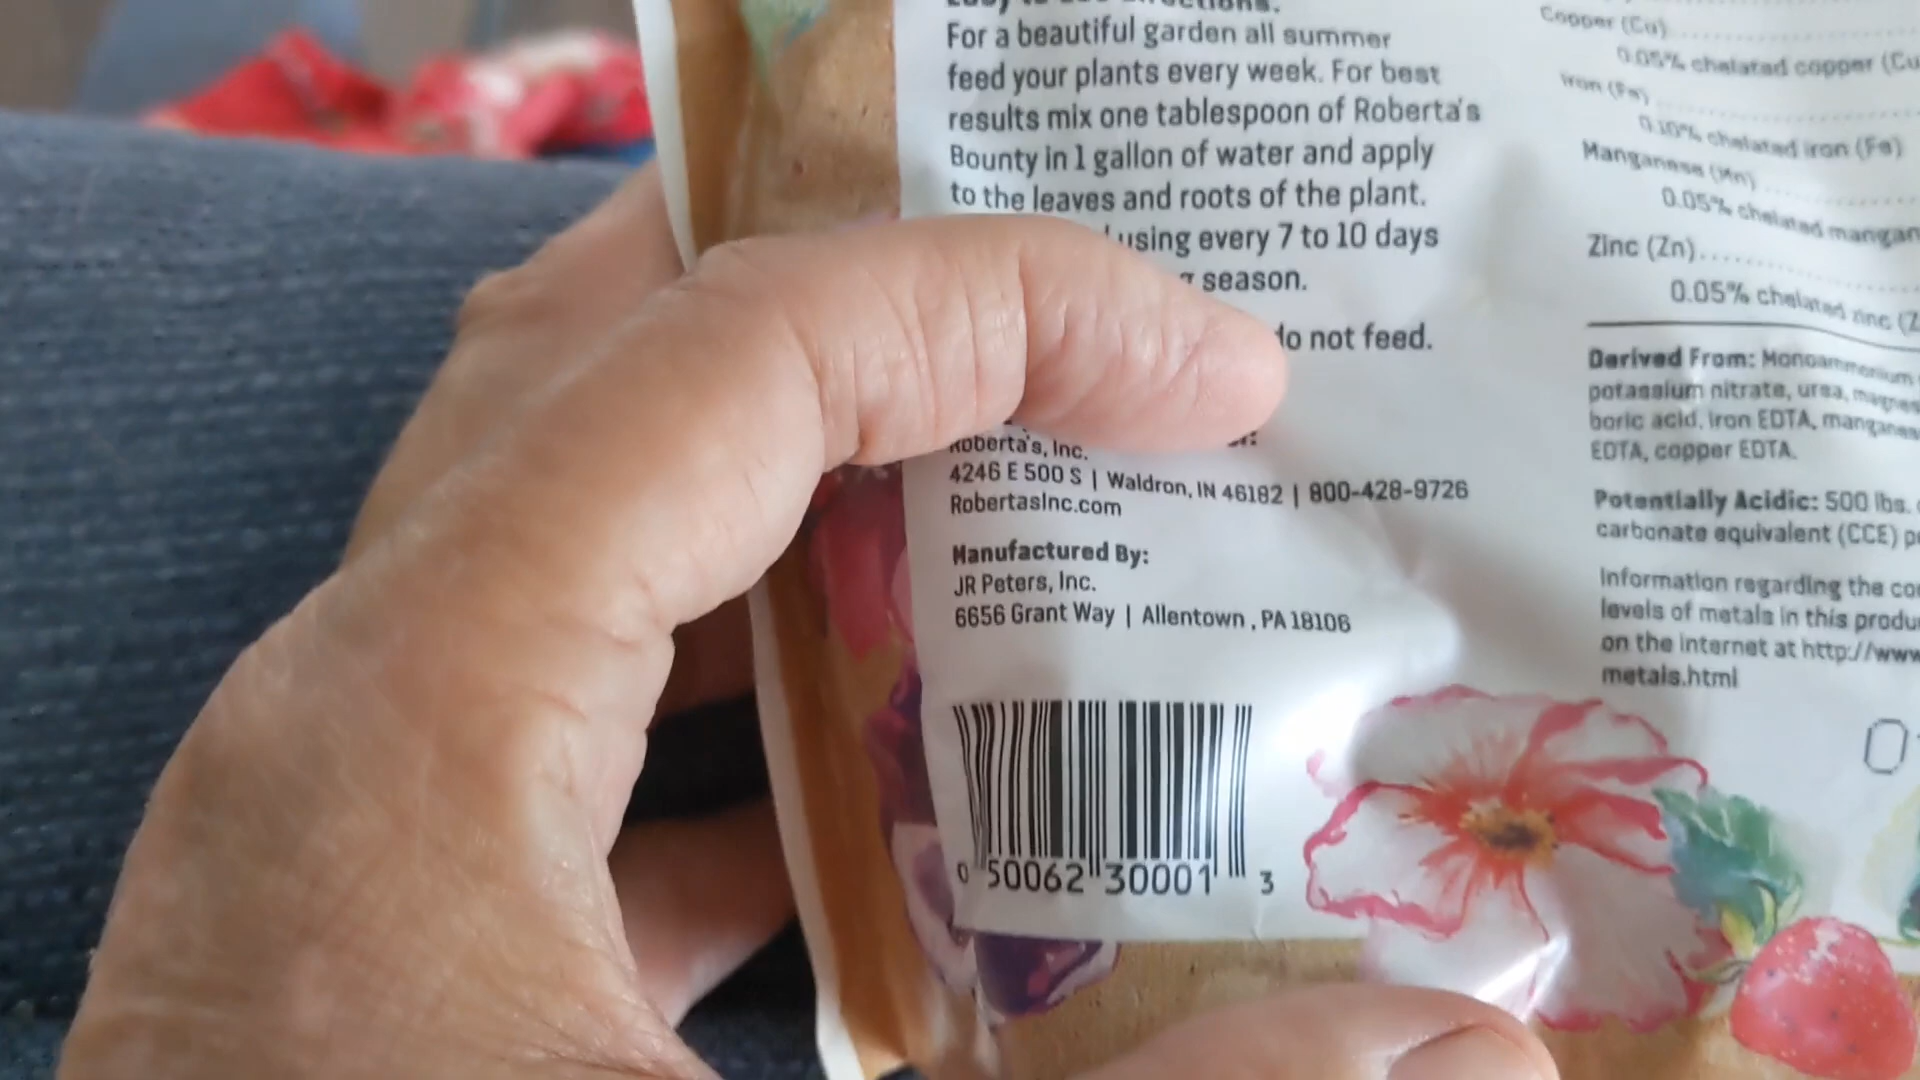 For a beautiful garden all summer
feed your plants every week. For best
results mix one tablespoon of Roberta's
Bounty in 1 gallon of water and apply
to the leaves and roots of the plant.
using every 7 to 10 days
season.
do not feed.
Roberta's, Inc.
4246 E 500 S | Waldron, IN 46182 | 800-428-9726
RobertasInc.com
Manufactured By:
JR Peters, Inc.
6656 Grant Way | Allentown, PA 18106
0 50062 30001 3
Copper (Cu)
0.05% chelated copper (Cu
Iron (Fe)
0.10% chelated iron (Fe)
Manganese (Mn)
0.05% chelated
Zinc (Zn)
0.05% chelated zinc
Derived From: Monoammonium
potassium nitrate, urea,
boric acid, iron EDTA, manganese
EDTA, copper EDTA.
Potentially Acidic: 500 lbs.
carbonate equivalent (CCE)
Information regarding the
levels of metals in this
on the internet at http://www
metals.html